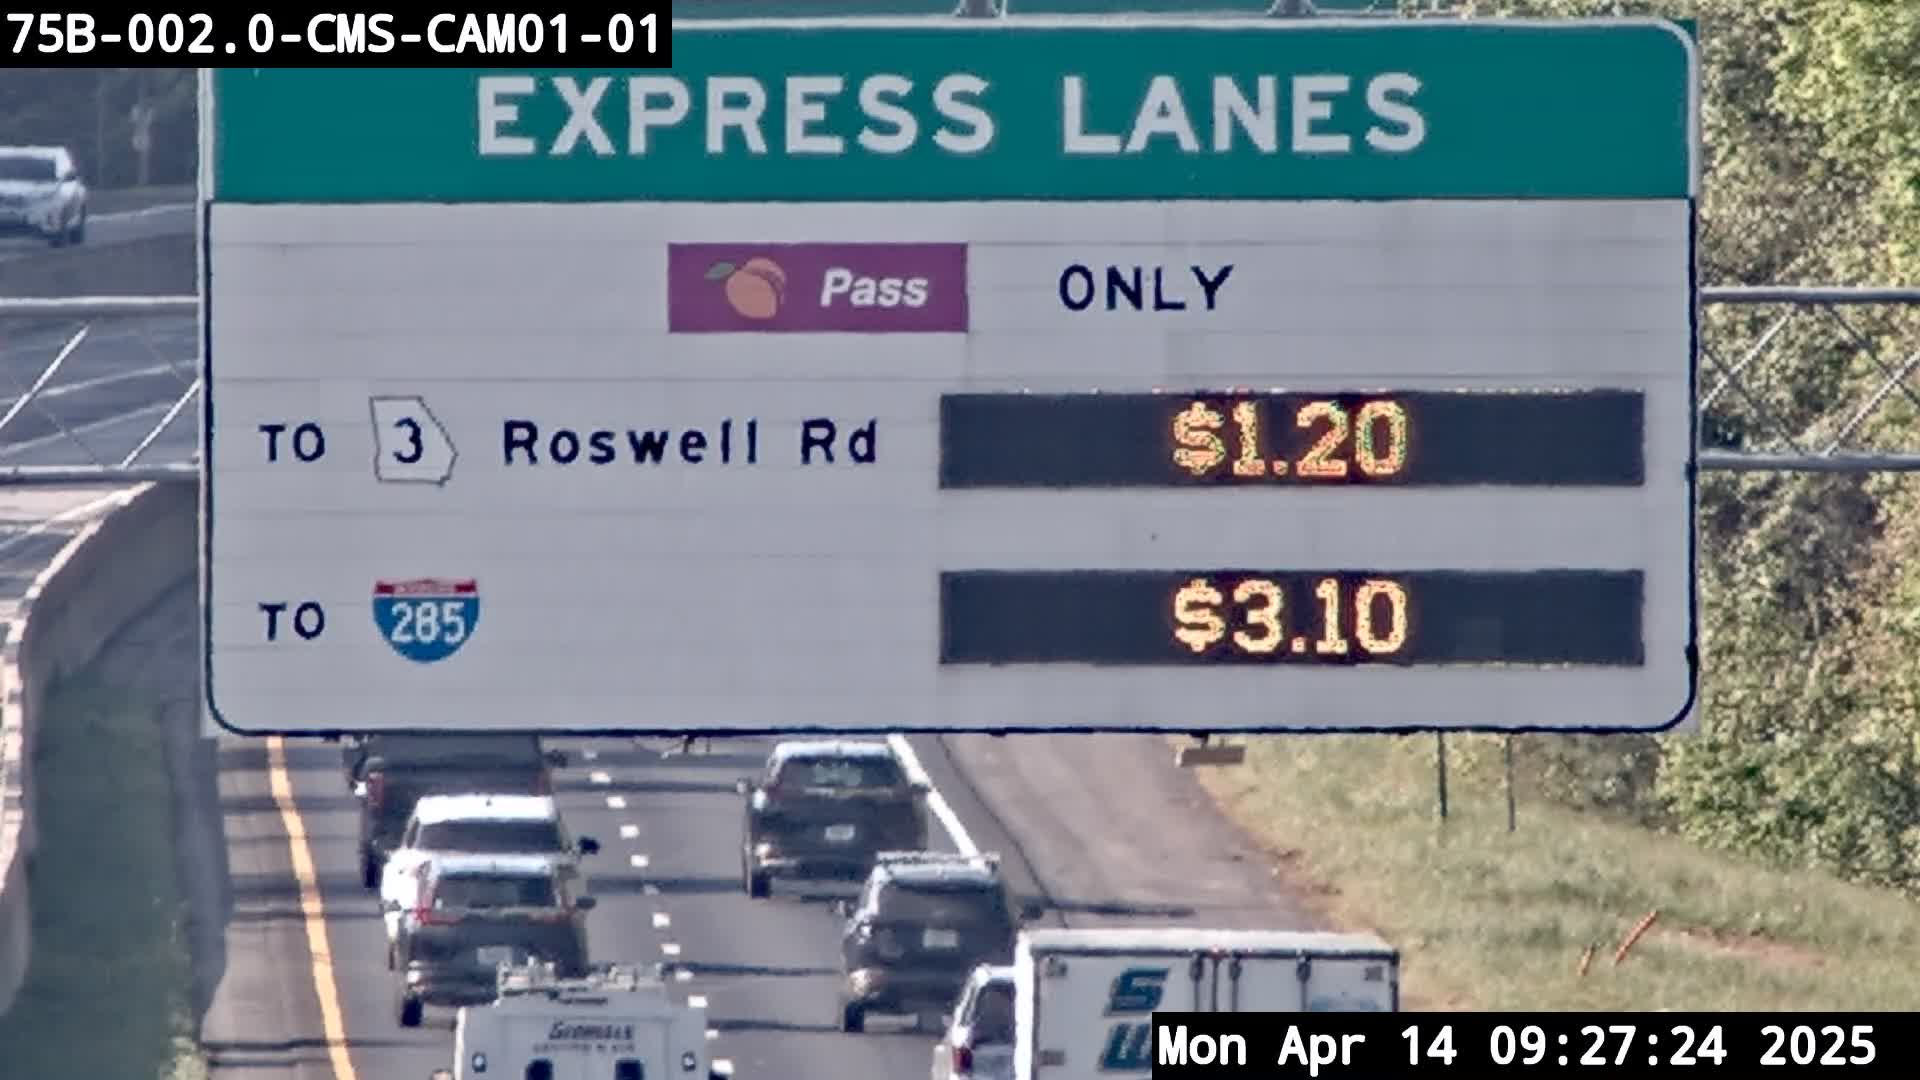 75B-002.0-CMS-CAM01-01
EXPRESS LANES
Pass ONLY
TO 3 Roswell Rd $1.20
TO 285 $3.10
Mon Apr 14 09:27:24 2025